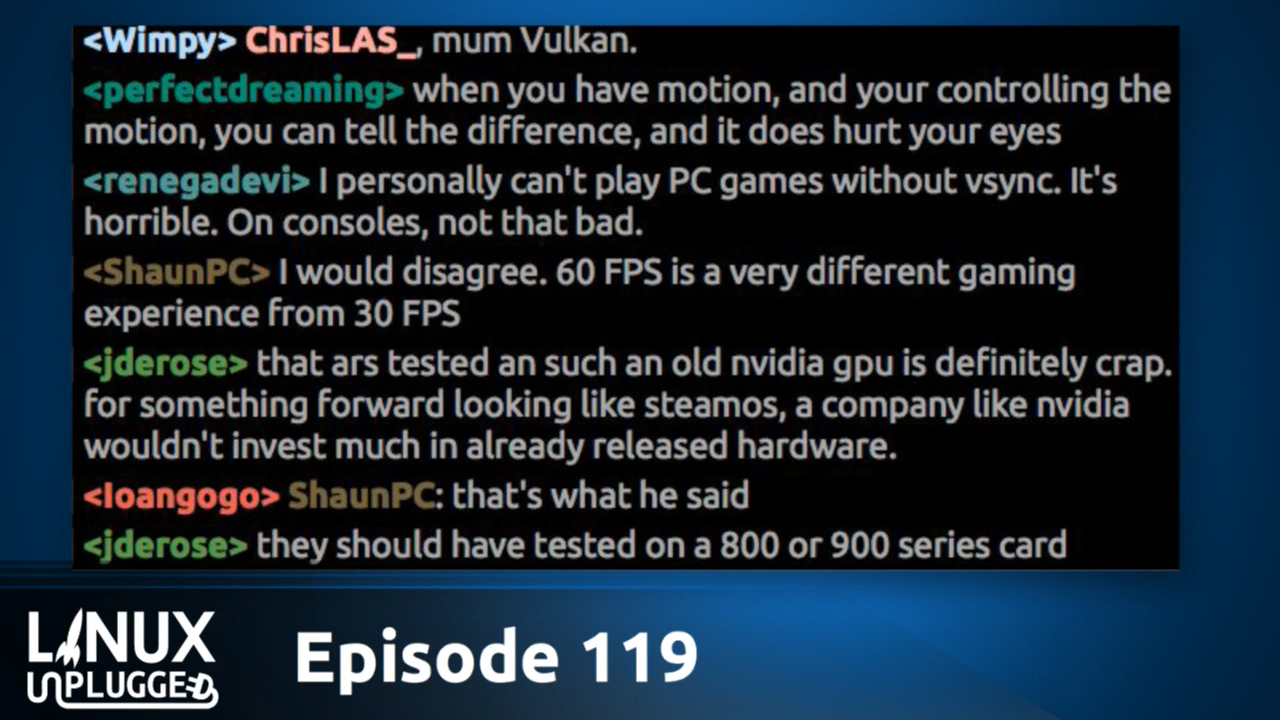 <Wimpy> ChrisLAS_, mum Vulkan.
<perfectdreaming> when you have motion, and your controlling the
motion, you can tell the difference, and it does hurt your eyes
<renegadevi> I personally can't play PC games without vsync. It's
horrible. On consoles, not that bad.
<ShaunPC> I would disagree. 60 FPS is a very different gaming
experience from 30 FPS
<jderose> that ars tested an such an old nvidia gpu is definitely crap.
for something forward looking like steamos, a company like nvidia
wouldn't invest much in already released hardware.
<Ioangogo> ShaunPC: that's what he said
<jderose> they should have tested on a 800 or 900 series card
LINUX
UNPLUGGED
Episode 119